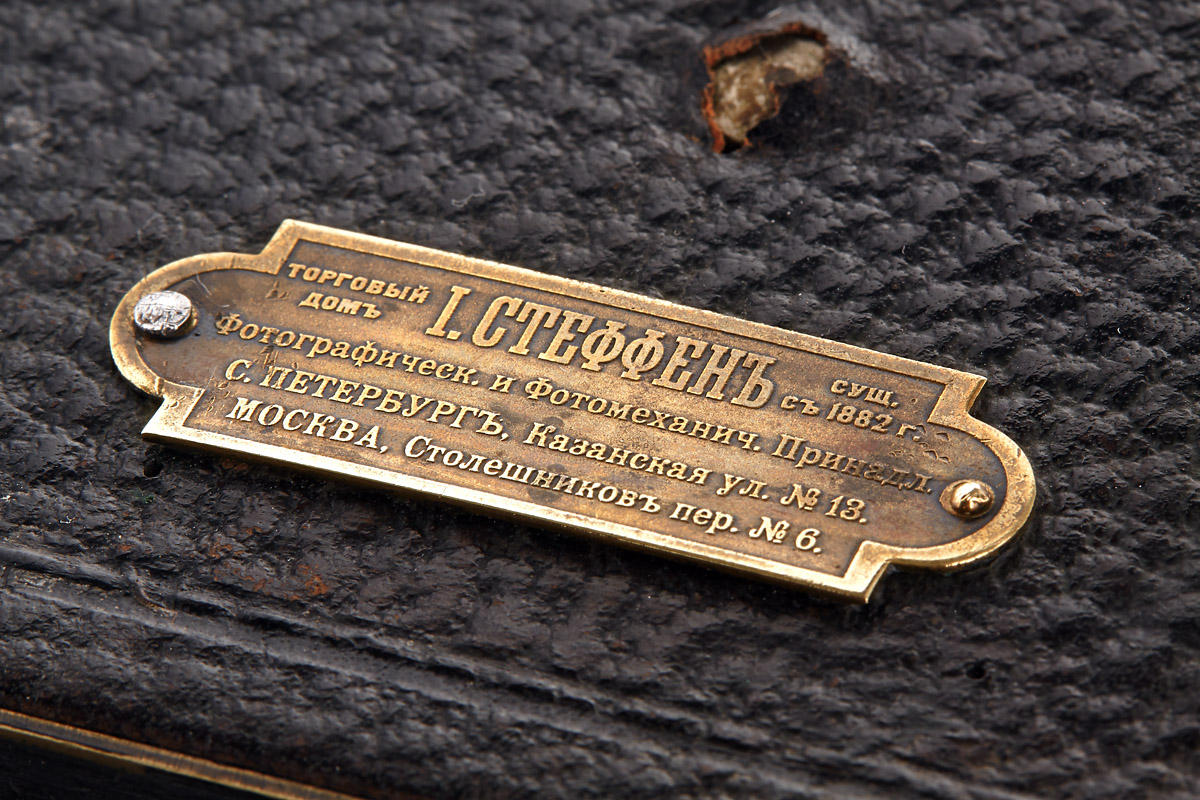 ТОРГОВЫЙ
ДОМЪ
І. СТЕФФЕНЪ
СУЩ.
СЪ 1882 Г.
Фотографическ. и Фотомеханич. Принадл.
С. ПЕТЕРБУРГЪ, Казанская ул. № 13.
МОСКВА, Столешниковъ пер. № 6.